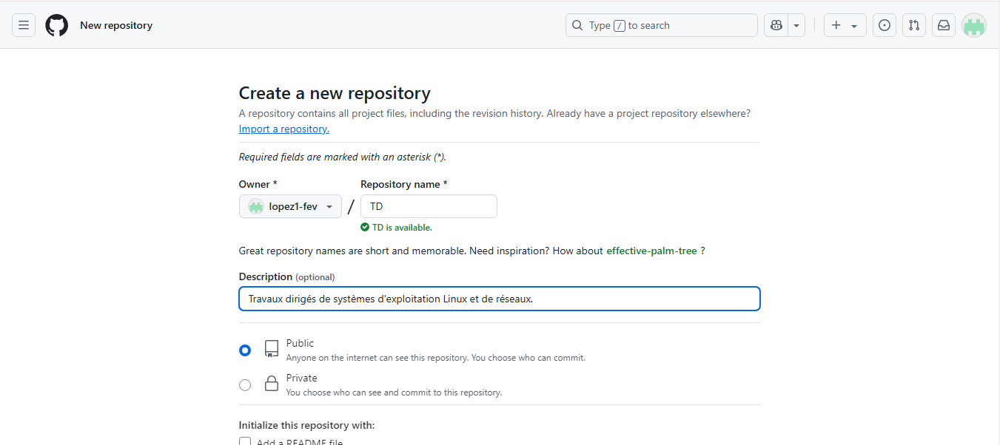 New repository
Type / to search
Create a new repository
A repository contains all project files, including the revision history. Already have a project repository elsewhere?
Import a repository.
Required fields are marked with an asterisk (*).
Owner * Repository name *
lopez1-fev / TD
TD is available.
Great repository names are short and memorable. Need inspiration? How about effective-palm-tree ?
Description (optional)
Travaux dirigés de systèmes d'exploitation Linux et de réseaux.
Public
Anyone on the internet can see this repository. You choose who can commit.
Private
You choose who can see and commit to this repository.
Initialize this repository with:
Add a README file